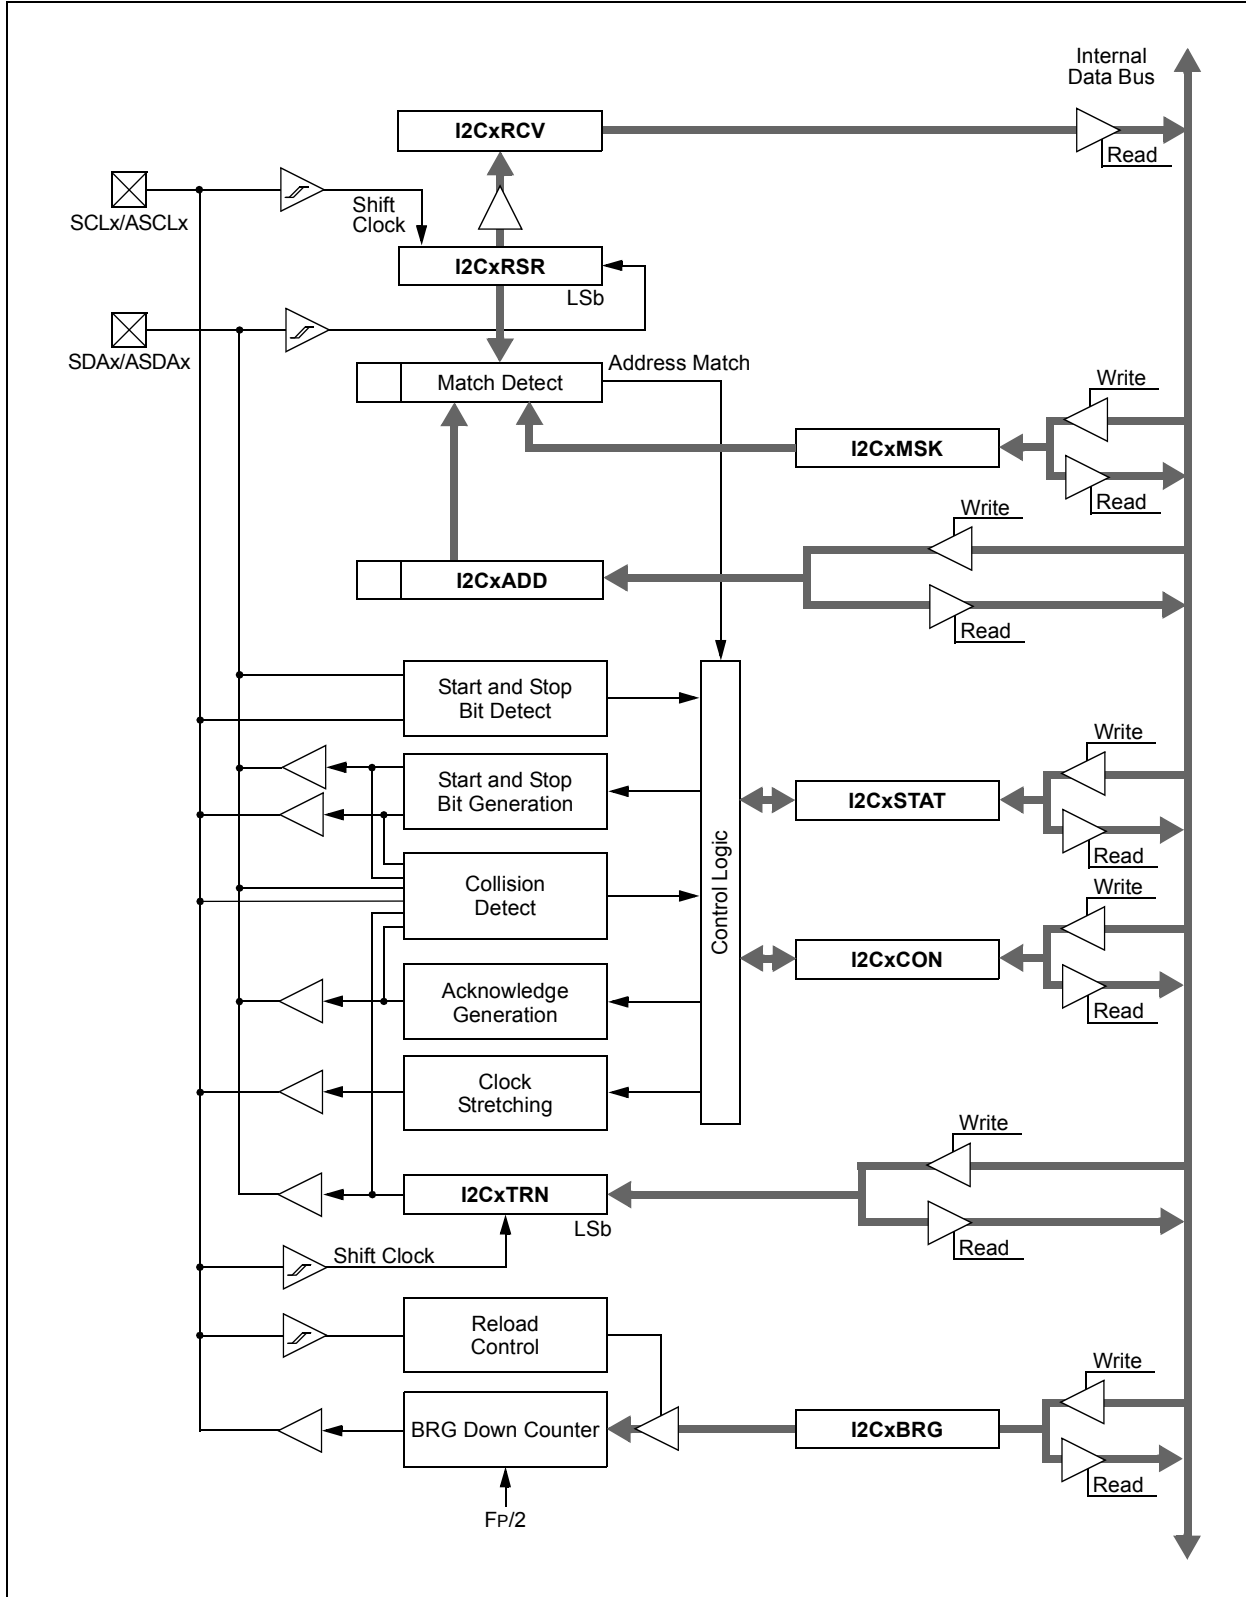 Internal
Data Bus
I2CxRCV
Read
SCLx/ASCLx
Shift
Clock
I2CxRSR
LSb
SDAx/ASDAx
Match Detect
Address Match
Write
I2CxMSK
Read
Write
I2CxADD
Read
Start and Stop
Bit Detect
Write
Start and Stop
Bit Generation
I2CxSTAT
Read
Control Logic
Collision
Detect
Write
I2CxCON
Read
Acknowledge
Generation
Clock
Stretching
Write
I2CxTRN
LSb
Read
Shift Clock
Reload
Control
Write
BRG Down Counter
I2CxBRG
Read
FP/2